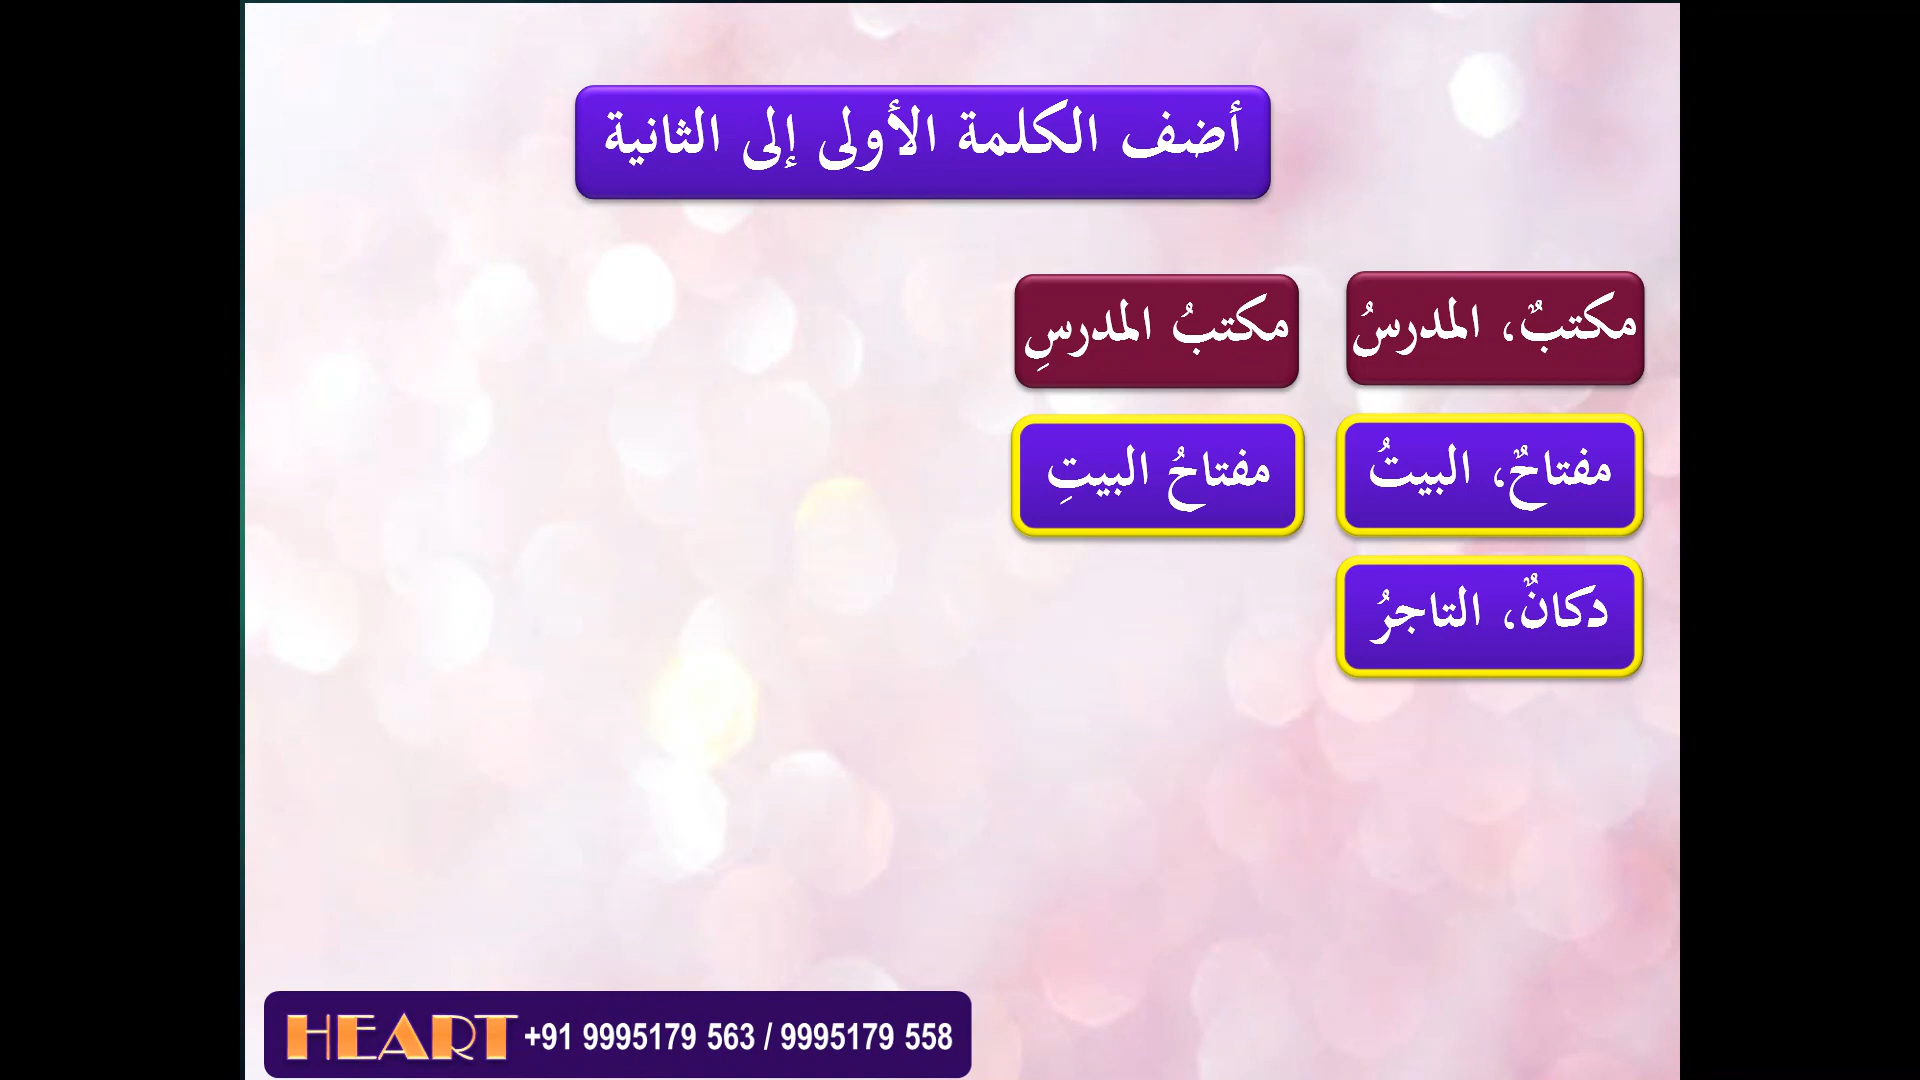 أضف الكلمة الأولى إلى الثانية
مكتبٌ، المدرسُ
مكتبُ المدرسِ
مفتاحٌ، البيتُ
مفتاحُ البيتِ
دكانٌ، التاجرُ
HEART +91 9995179 563 / 9995179 558